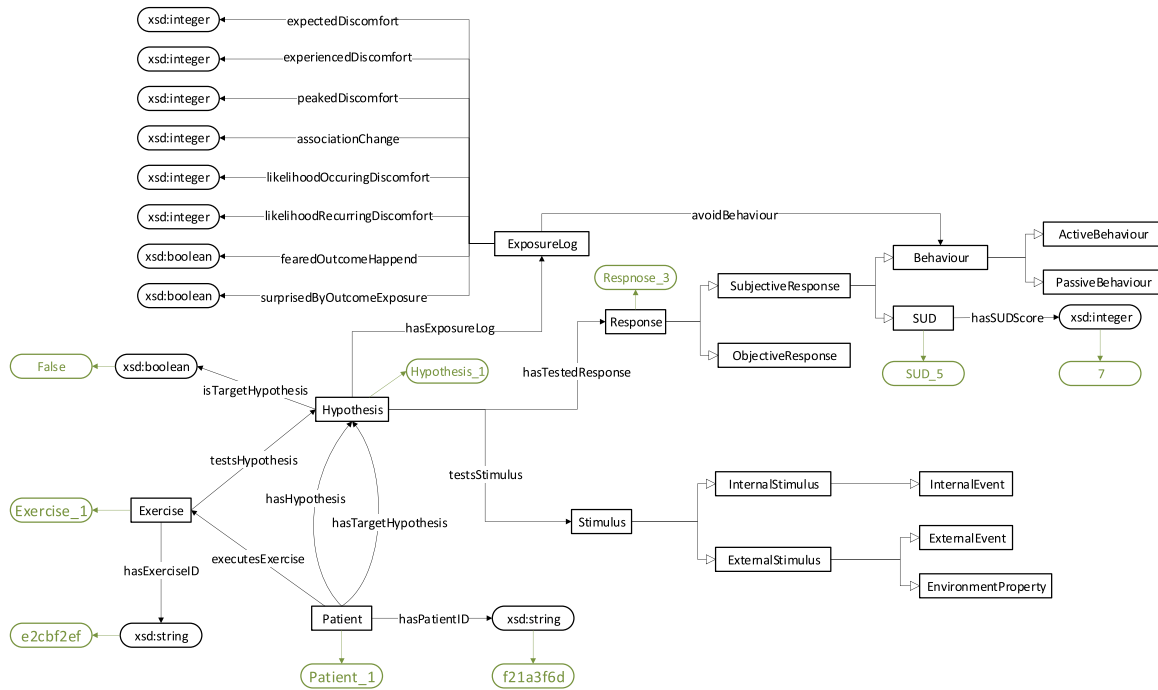 xsd:integer
expectedDiscomfort
xsd:integer
experiencedDiscomfort
xsd:integer
peakedDiscomfort
xsd:integer
associationChange
xsd:integer
likelihoodOccuringDiscomfort
xsd:integer
likelihoodRecurringDiscomfort
xsd:boolean
fearedOutcomeHappend
xsd:boolean
surprisedByOutcomeExposure
ExposureLog
avoidBehaviour
Behaviour
ActiveBehaviour
PassiveBehaviour
Respnose_3
SubjectiveResponse
Response
ObjectiveResponse
SUD
hasSUDScore
xsd:integer
SUD_5
7
hasExposureLog
hasTestedResponse
Hypothesis_1
False
xsd:boolean
isTargetHypothesis
Hypothesis
testsHypothesis
testsStimulus
hasHypothesis
hasTargetHypothesis
InternalStimulus
InternalEvent
Exercise_1
Exercise
Stimulus
ExternalStimulus
ExternalEvent
EnvironmentProperty
executesExercise
hasExerciseID
e2cbf2ef
xsd:string
Patient
hasPatientID
xsd:string
Patient_1
f21a3f6d